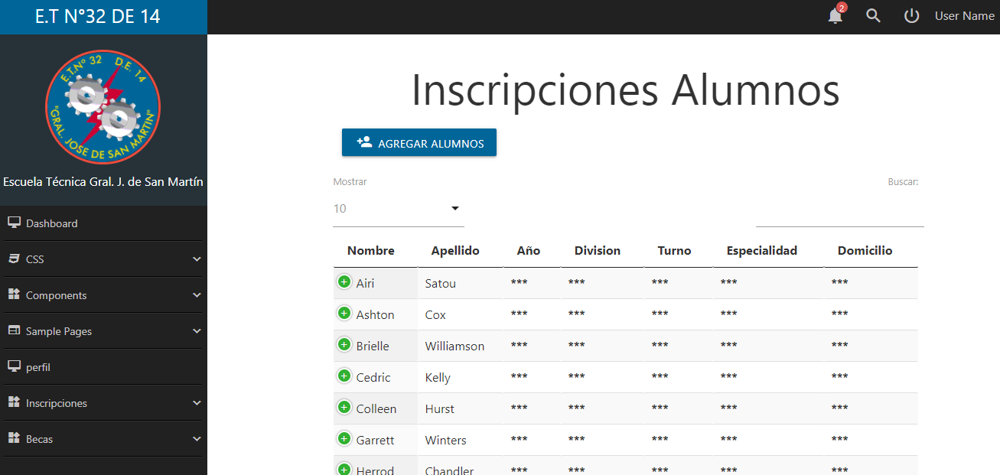 E.T N°32 DE 14
2
User Name
E.T.Nº 32 D.E. 14
"GRAL. JOSE DE SAN MARTIN"
Escuela Técnica Gral. J. de San Martín
Dashboard
CSS
Components
Sample Pages
perfil
Inscripciones
Becas
Inscripciones Alumnos
AGREGAR ALUMNOS
Mostrar
Buscar:
10
Nombre Apellido Año Division Turno Especialidad Domicilio
Airi Satou *** *** *** *** ***
Ashton Cox *** *** *** *** ***
Brielle Williamson *** *** *** *** ***
Cedric Kelly *** *** *** *** ***
Colleen Hurst *** *** *** *** ***
Garrett Winters *** *** *** *** ***
Herrod Chandler *** *** *** *** ***